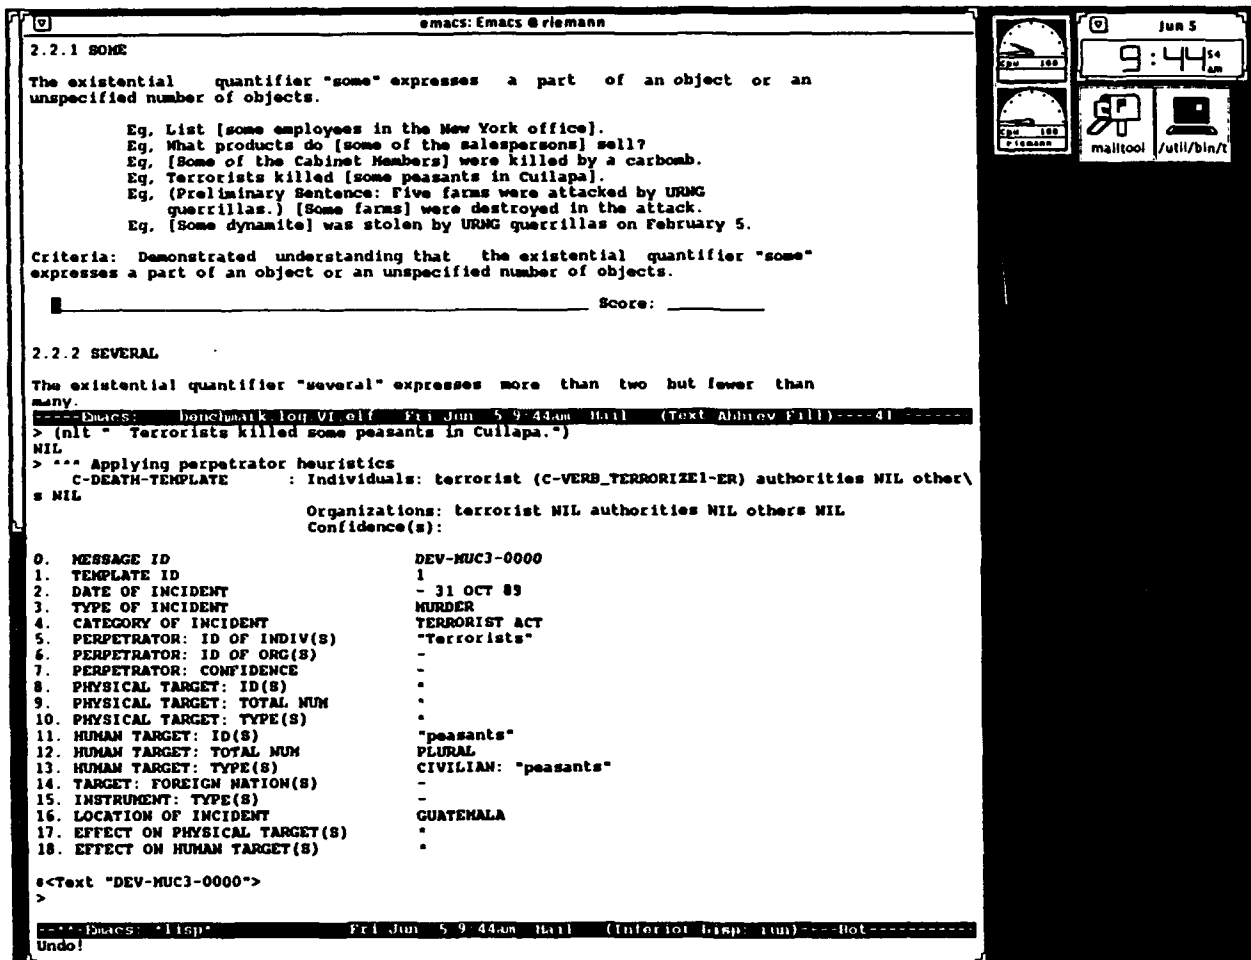 emacs: Emacs @ riemann
2.2.1 SOME
The existential quantifier "some" expresses a part of an object or an
unspecified number of objects.
Eg, List [some employees in the New York office].
Eg, What products do [some of the salespersons] sell?
Eg, [Some of the Cabinet Members] were killed by a carbomb.
Eg, Terrorists killed [some peasants in Cuilapa].
Eg, (Preliminary Sentence: Five farms were attacked by URNG
guerrillas.) [Some farms] were destroyed in the attack.
Eg, [Some dynamite] was stolen by URNG guerrillas on February 5.
Criteria: Demonstrated understanding that the existential quantifier "some"
expresses a part of an object or an unspecified number of objects.
Score:
2.2.2 SEVERAL
The existential quantifier "several" expresses more than two but fewer than
many.
-----Emacs: benchmark.log.VI.elf Fri Jun 5 9:44am Mail (Text Abbrev Fill)----41
> (nlt " Terrorists killed some peasants in Cuilapa.")
NIL
> *** Applying perpetrator heuristics
C-DEATH-TEMPLATE : Individuals: terrorist (C-VERB_TERRORIZE1-ER) authorities NIL other\
s NIL
Organizations: terrorist NIL authorities NIL others NIL
Confidence(s):
0. MESSAGE ID DEV-MUC3-0000
1. TEMPLATE ID 1
2. DATE OF INCIDENT - 31 OCT 89
3. TYPE OF INCIDENT MURDER
4. CATEGORY OF INCIDENT TERRORIST ACT
5. PERPETRATOR: ID OF INDIV(S) "Terrorists"
6. PERPETRATOR: ID OF ORG(S) -
7. PERPETRATOR: CONFIDENCE -
8. PHYSICAL TARGET: ID(S) *
9. PHYSICAL TARGET: TOTAL NUM *
10. PHYSICAL TARGET: TYPE(S) *
11. HUMAN TARGET: ID(S) "peasants"
12. HUMAN TARGET: TOTAL NUM PLURAL
13. HUMAN TARGET: TYPE(S) CIVILIAN: "peasants"
14. TARGET: FOREIGN NATION(S) -
15. INSTRUMENT: TYPE(S) -
16. LOCATION OF INCIDENT GUATEMALA
17. EFFECT ON PHYSICAL TARGET(S) *
18. EFFECT ON HUMAN TARGET(S) *
#<Text "DEV-MUC3-0000">
>
--**-Emacs: *lisp* Fri Jun 5 9:44am Mail (Inferior Lisp: run)----Bot-----------
Undo!
cpu 100
cpu 100
riemann
Jun 5
9:44 54
am
mailtool
/util/bin/t